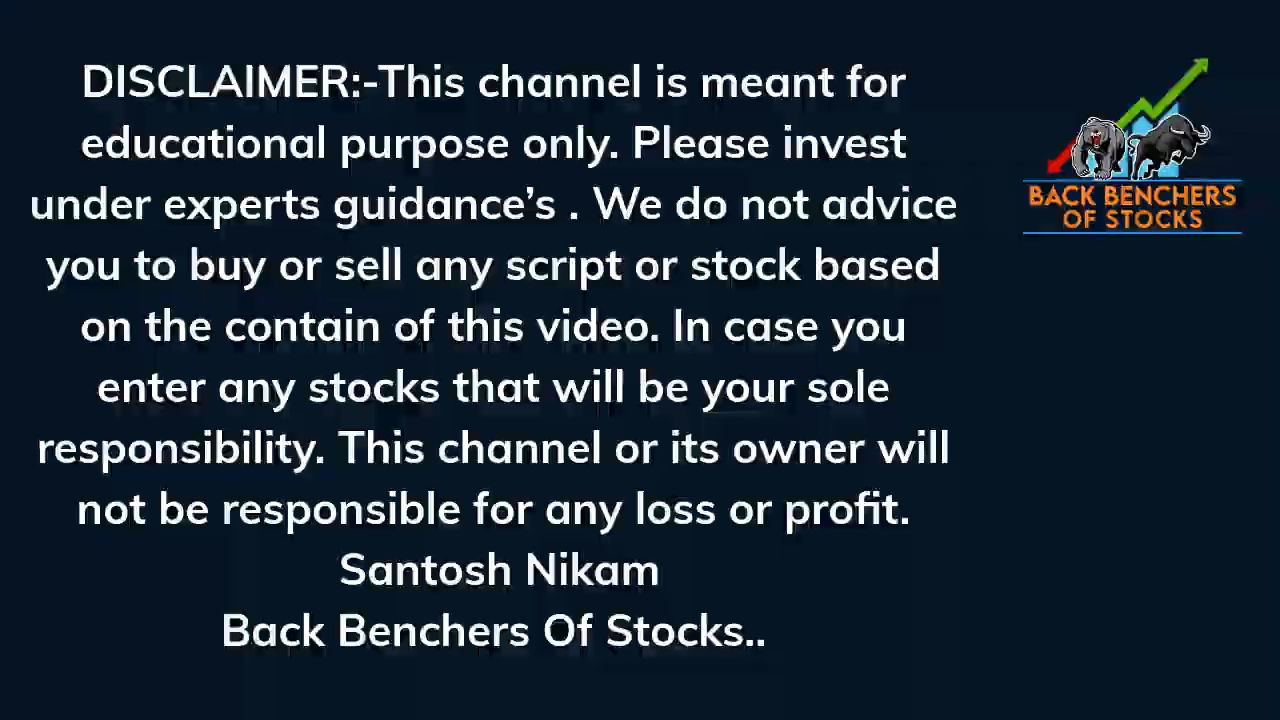 DISCLAIMER:-This channel is meant for
educational purpose only. Please invest
under experts guidance’s . We do not advice
you to buy or sell any script or stock based
on the contain of this video. In case you
enter any stocks that will be your sole
responsibility. This channel or its owner will
not be responsible for any loss or profit.
Santosh Nikam
Back Benchers Of Stocks..
BACK BENCHERS
OF STOCKS